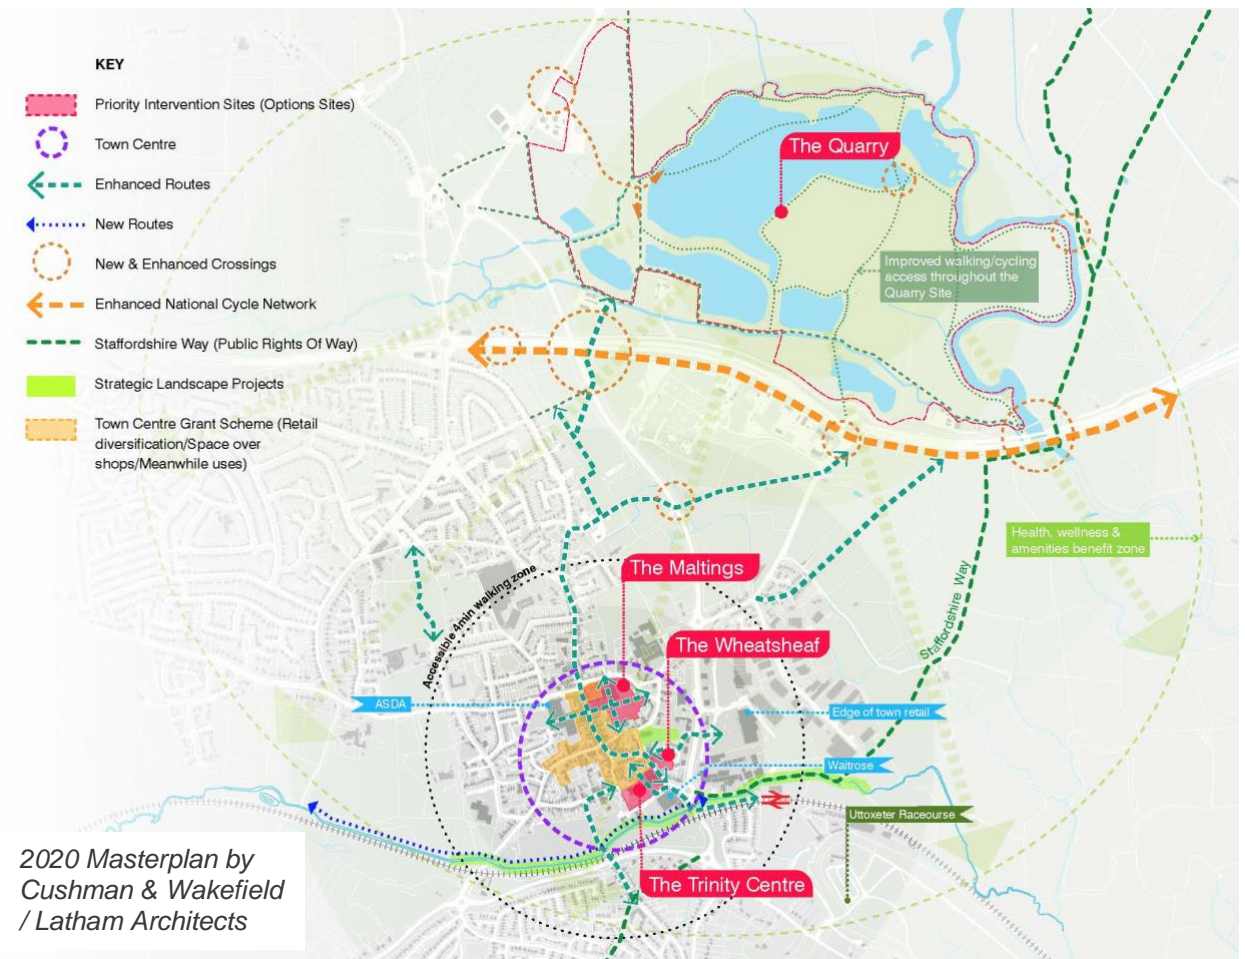 KEY
Priority Intervention Sites (Options Sites)
Town Centre
Enhanced Routes
New Routes
New & Enhanced Crossings
Enhanced National Cycle Network
Staffordshire Way (Public Rights Of Way)
Strategic Landscape Projects
Town Centre Grant Scheme (Retail
diversification/Space over
shops/Meanwhile uses)
The Quarry
Improved walking/cycling
access throughout the
Quarry Site
Health, wellness &
amenities benefit zone
The Maltings
Accessible 4min walking zone
The Wheatsheaf
Staffordshire Way
ASDA
Edge of town retail
Waitrose
Uttoxeter Racecourse
The Trinity Centre
2020 Masterplan by
Cushman & Wakefield
/ Latham Architects